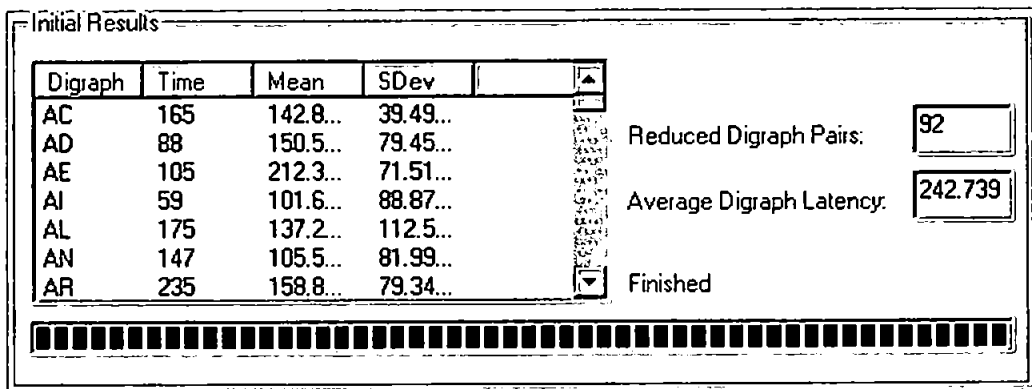 Initial Results
Digraph Time Mean SDev
AC 165 142.8... 39.49...
AD 88 150.5... 79.45...
AE 105 212.3... 71.51...
AI 59 101.6... 88.87...
AL 175 137.2... 112.5...
AN 147 105.5... 81.99...
AR 235 158.8... 79.34...
Reduced Digraph Pairs: 92
Average Digraph Latency: 242.739
Finished